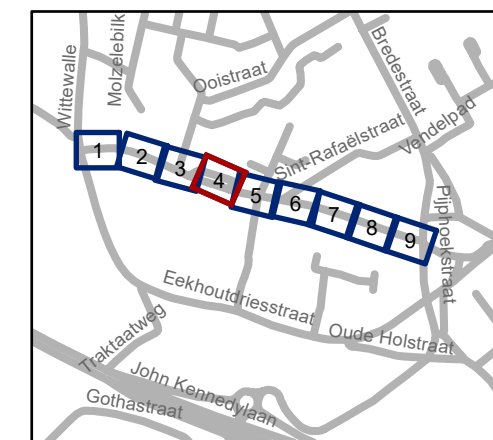 Wittewalle
Molzelebilk
Ooistraat
Bredestraat
Vendelpad
Sint-Rafaëlstraat
1
2
3
4
5
6
7
8
9
Pijphoekstraat
Eekhoutdriesstraat
Oude Holstraat
Traktaatweg
John Kennedylaan
Gothastraat